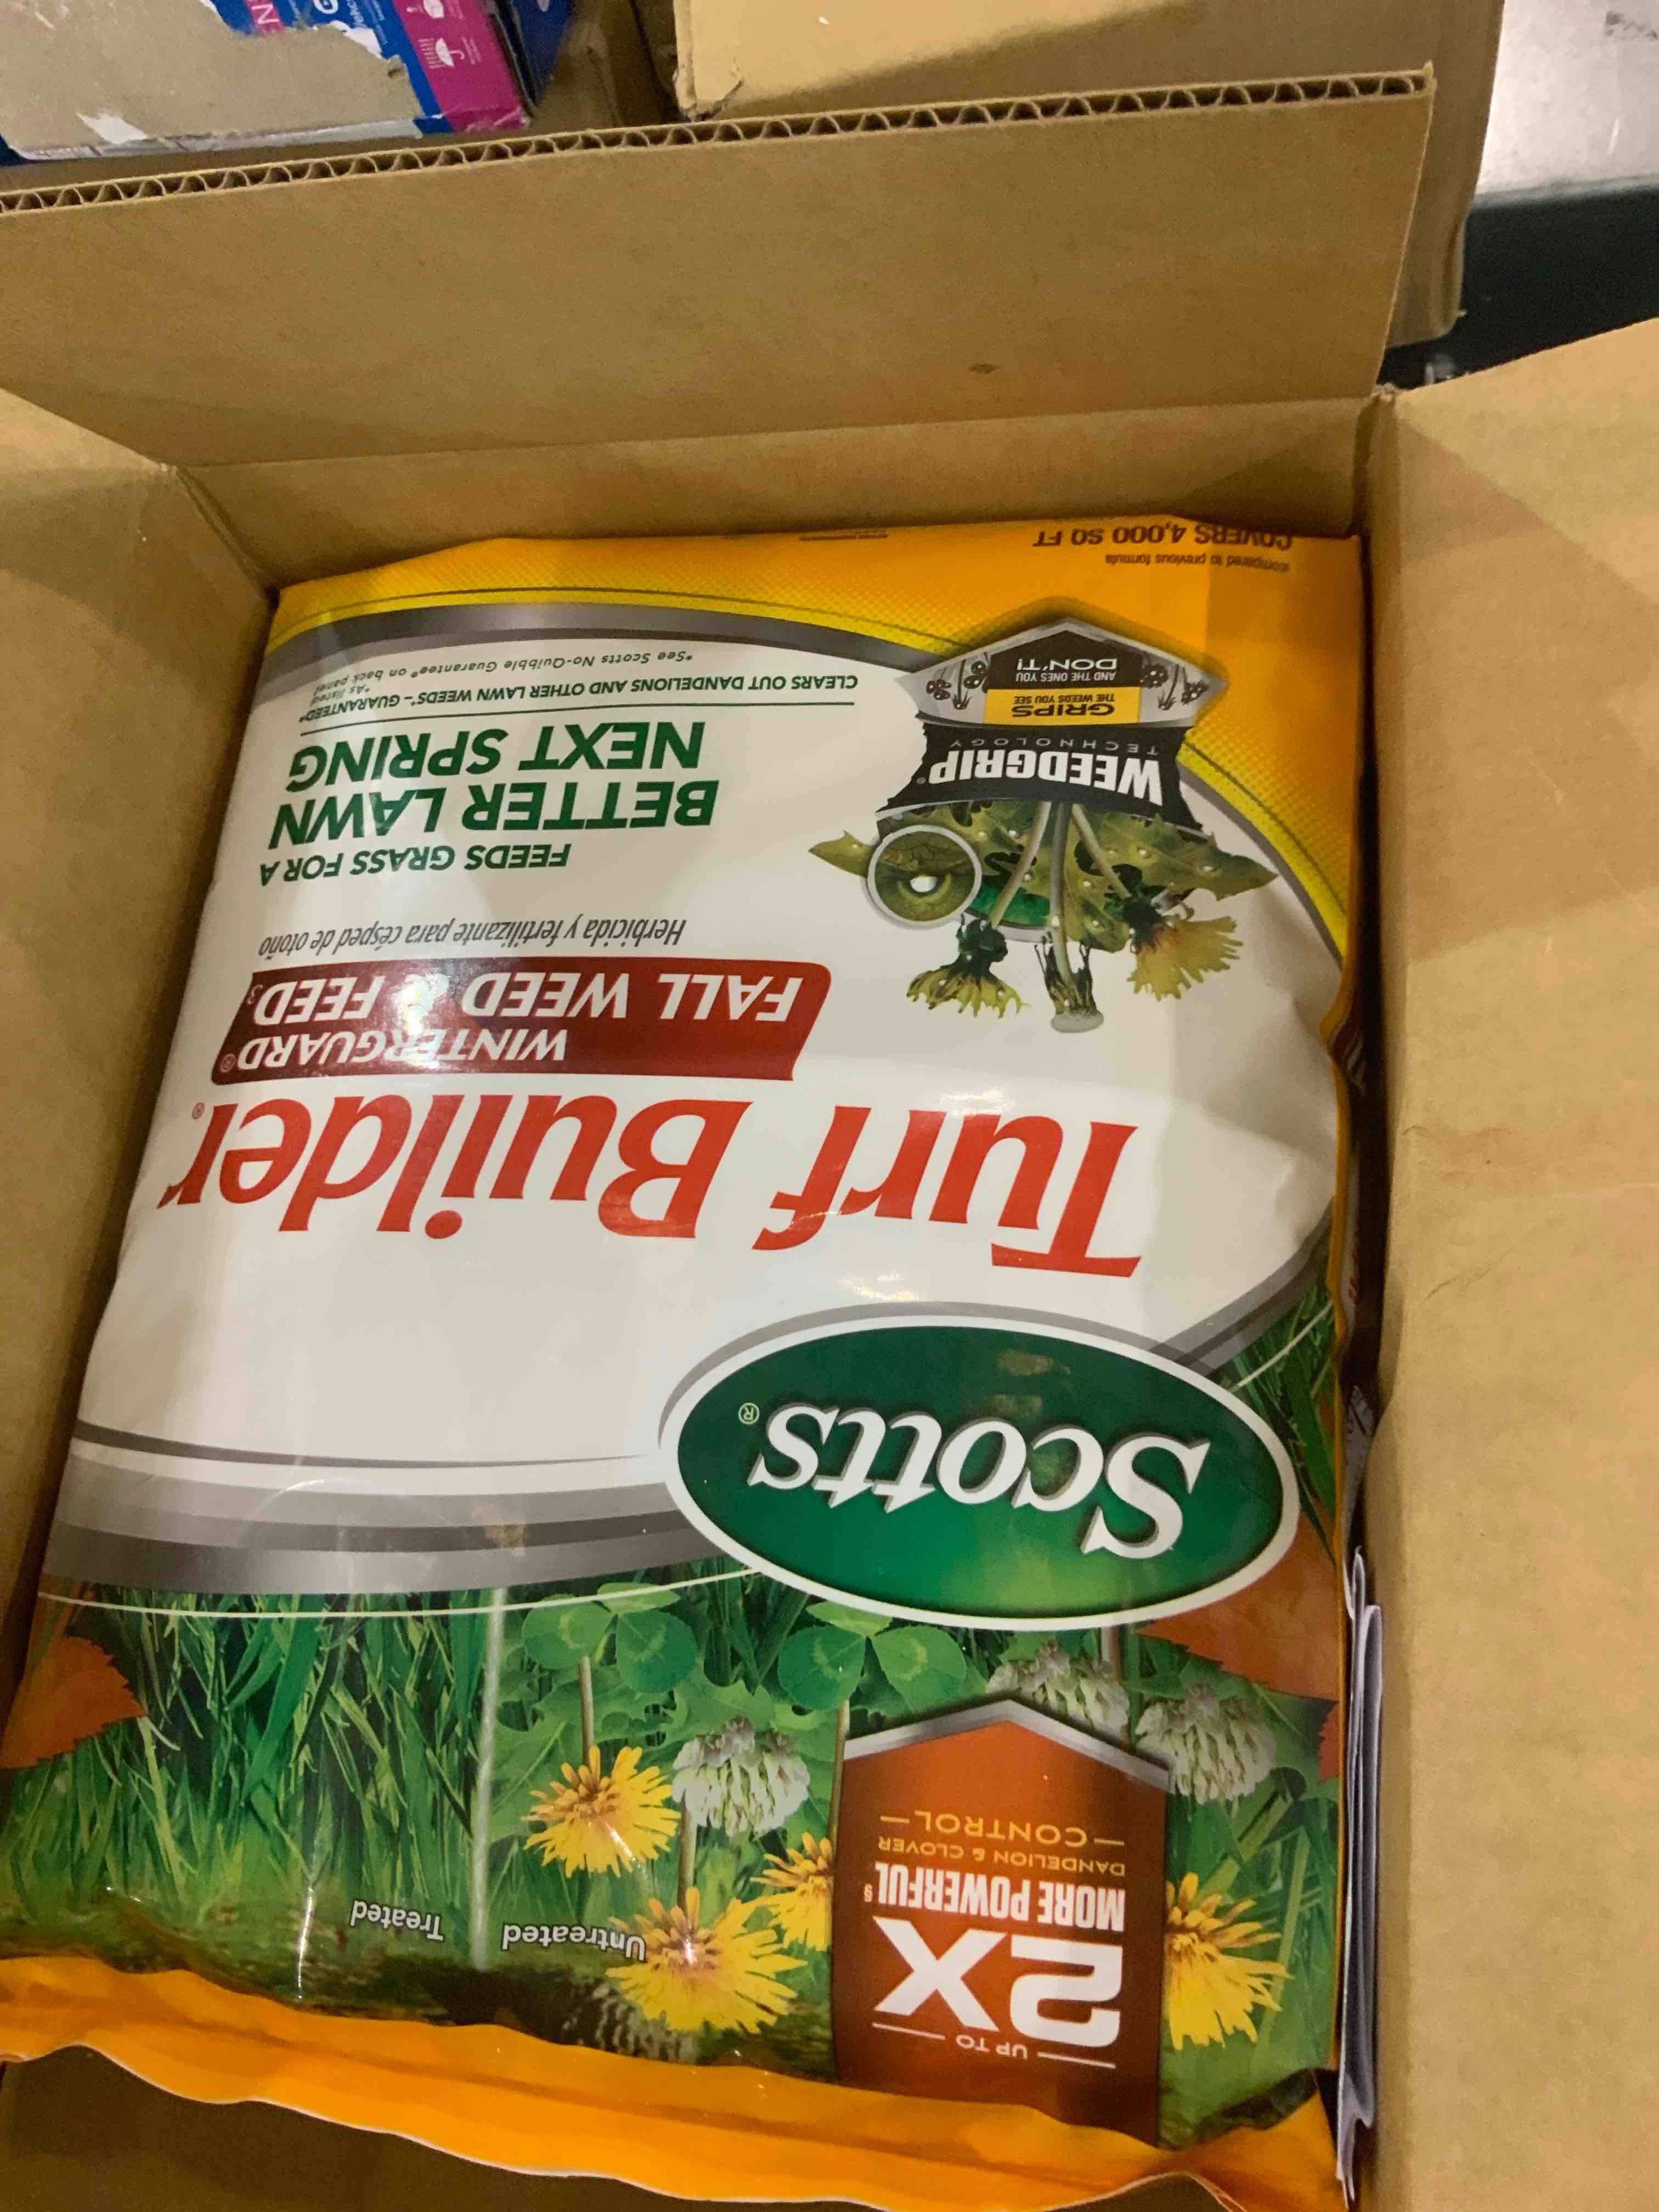 UP TO
2X
MORE POWERFUL§
DANDELION & CLOVER
— CONTROL —
Untreated
Treated
Scotts®
Turf Builder®
WINTERGUARD®
FALL WEED & FEED3
Herbicida y fertilizante para césped de otoño
FEEDS GRASS FOR A
BETTER LAWN
NEXT SPRING
CLEARS OUT DANDELIONS AND OTHER LAWN WEEDS*– GUARANTEED*
*As listed
*See Scotts No-Quibble Guarantee® on back panel
WEEDGRIP®
TECHNOLOGY
GRIPS
THE WEEDS YOU SEE
AND THE ONES YOU
DON'T!
compared to previous formula
COVERS 4,000 SQ FT